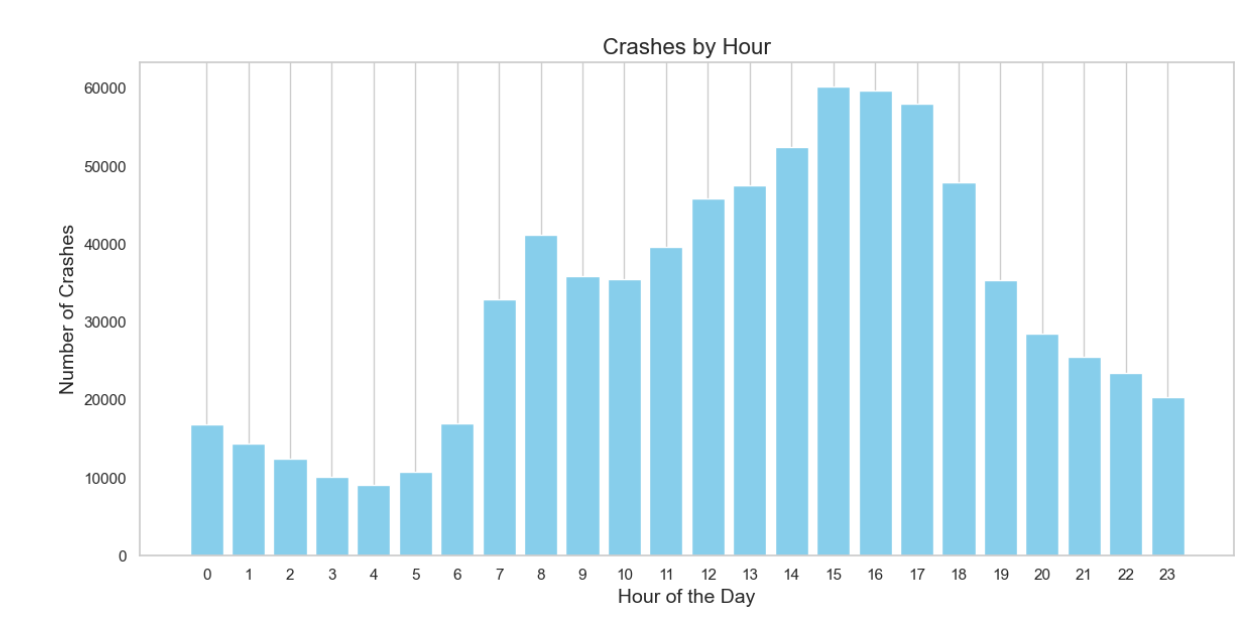 Crashes by Hour
60000
50000
40000
30000
20000
10000
0
Number of Crashes
0 1 2 3 4 5 6 7 8 9 10 11 12 13 14 15 16 17 18 19 20 21 22 23
Hour of the Day